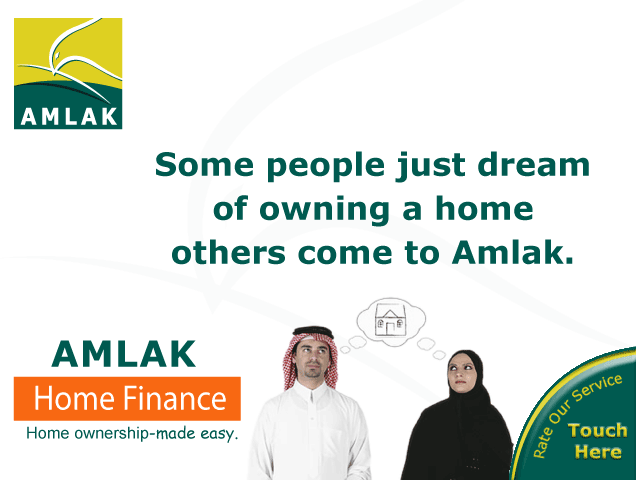 AMLAK
Some people just dream
of owning a home
others come to Amlak.
AMLAK
Home Finance
Home ownership-made easy.
Rate Our Service
Touch
Here